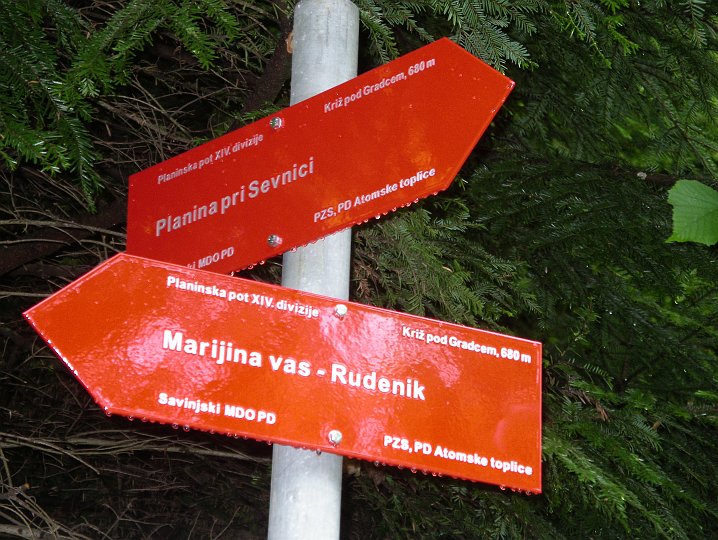 Planinska pot XIV. divizije
Križ pod Gradcem, 680 m
Planina pri Sevnici
PZS, PD Atomske toplice
MDO PD
Planinska pot XIV. divizije
Križ pod Gradcem, 680 m
Marijina vas - Rudenik
Savinjski MDO PD
PZS, PD Atomske toplice